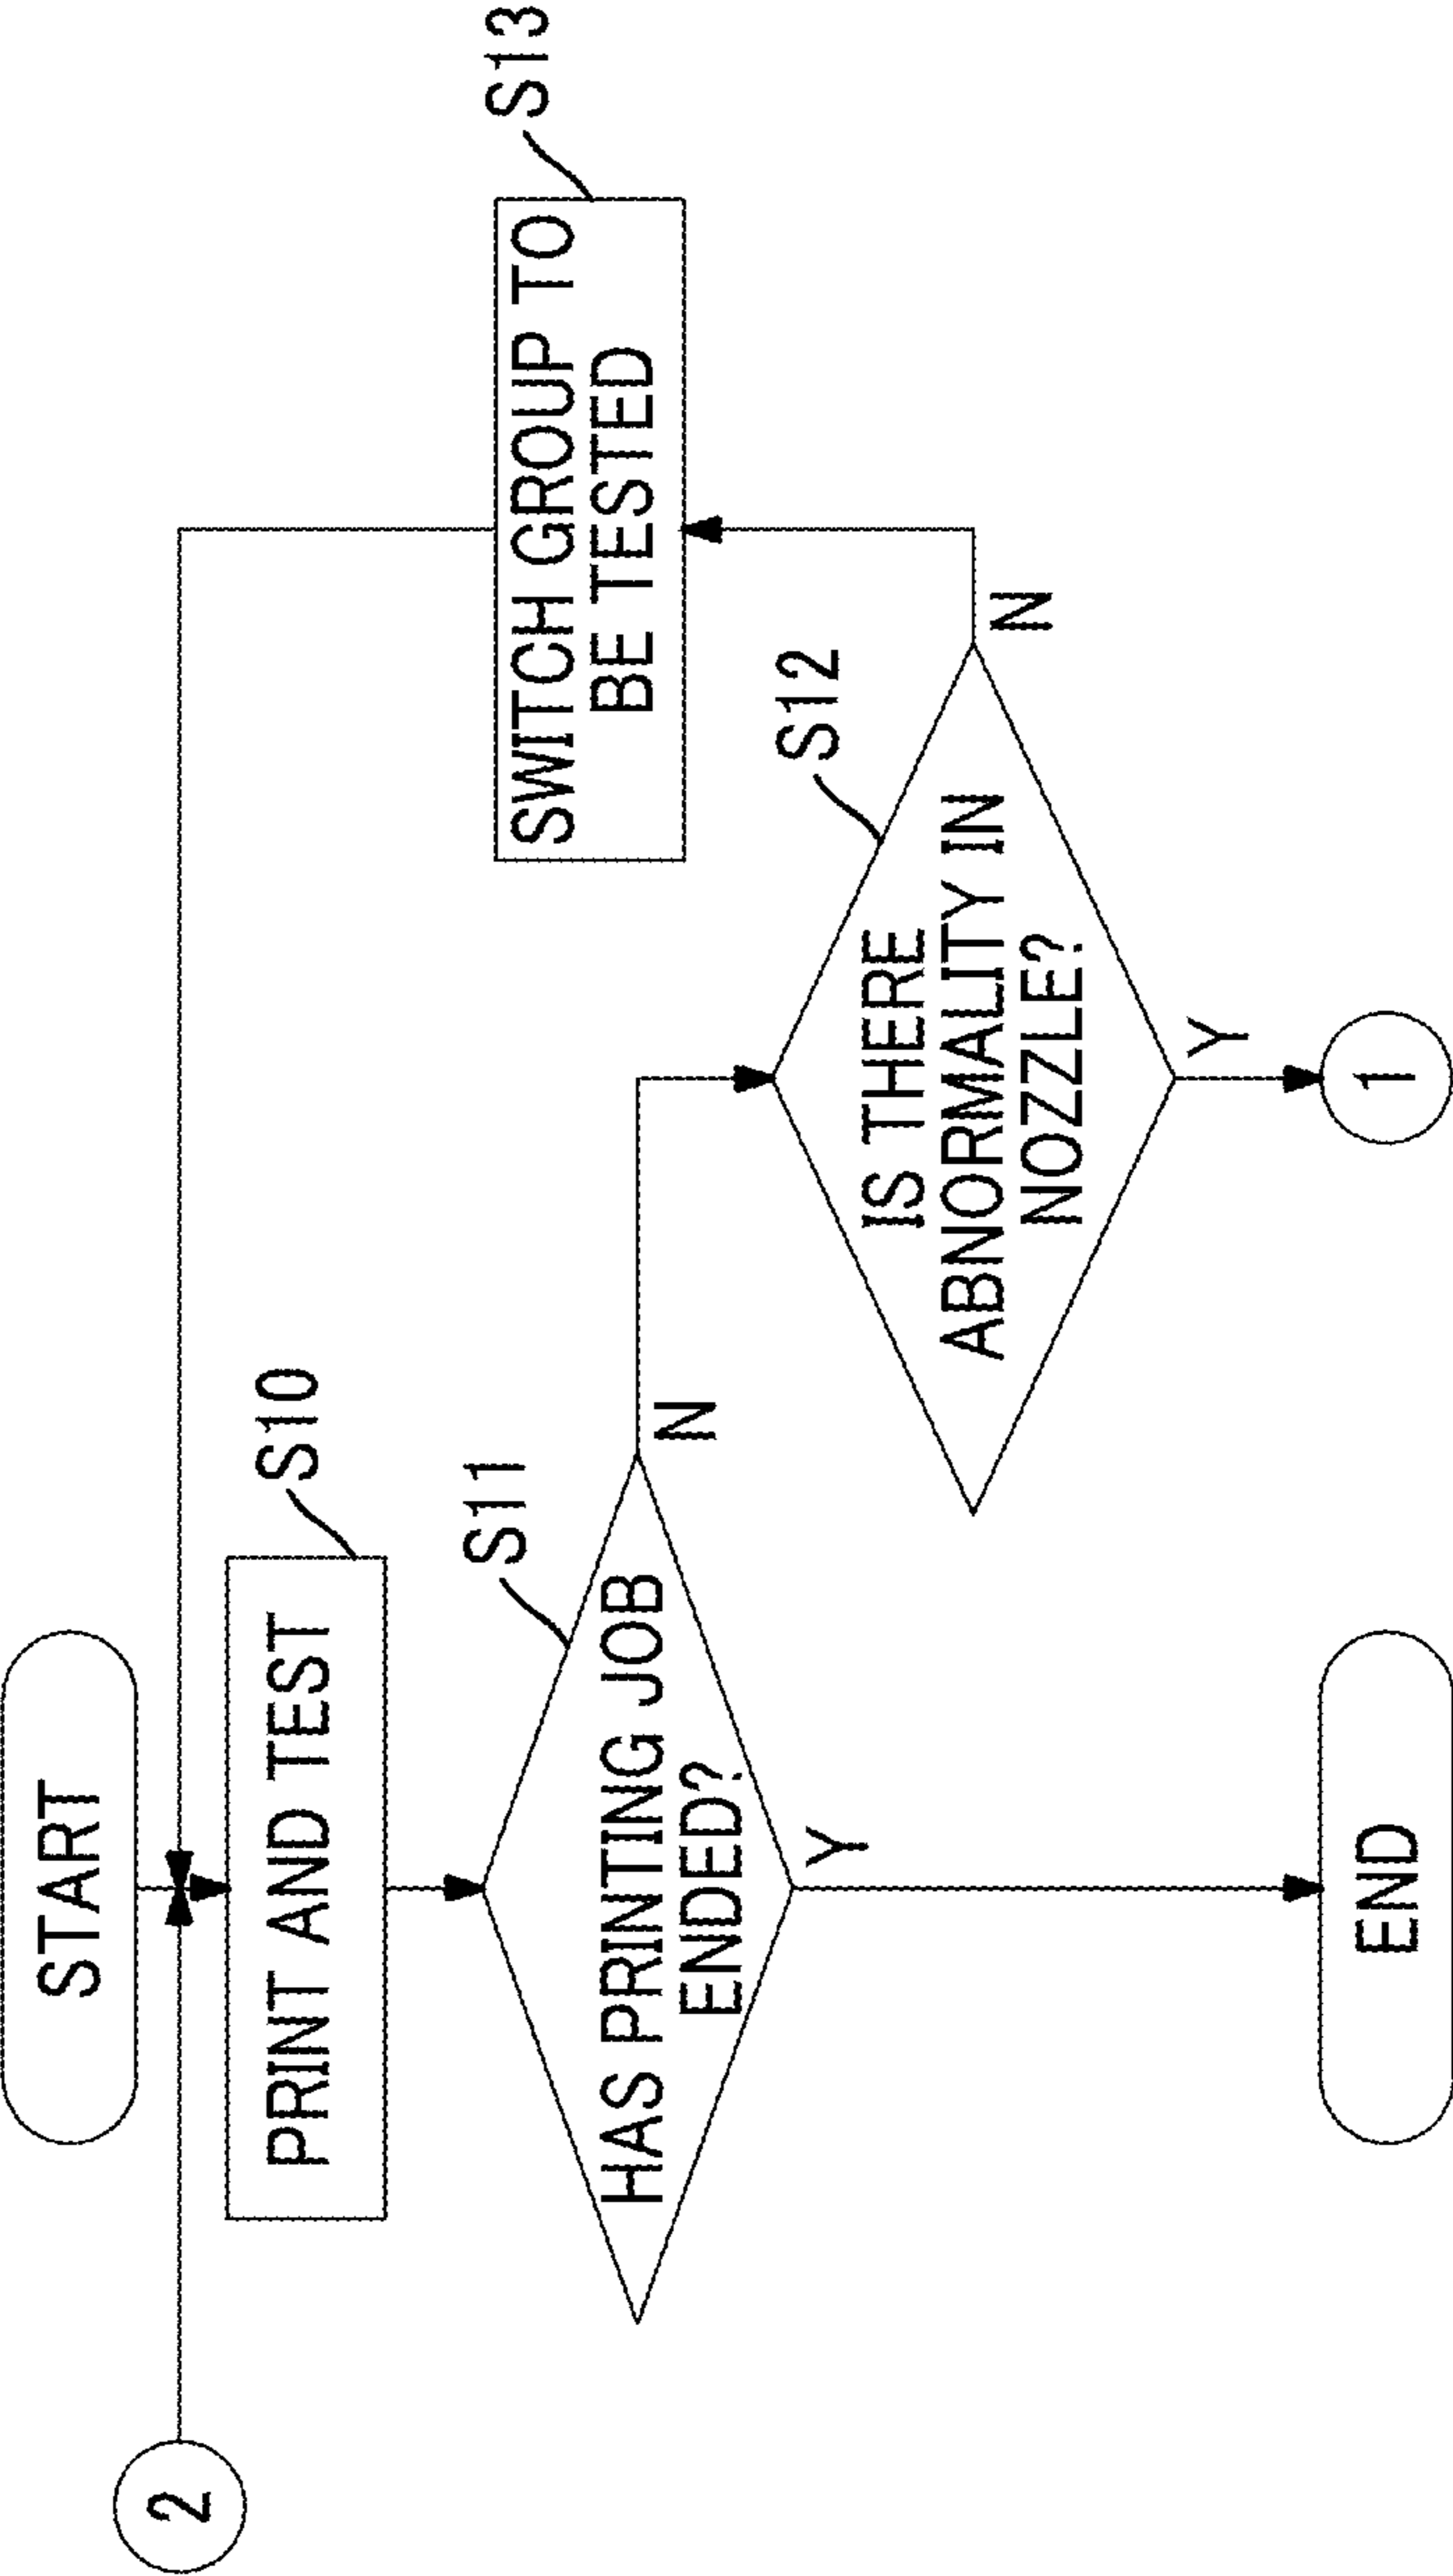 START
2
PRINT AND TEST
S10
HAS PRINTING JOB
ENDED?
S11
N
Y
IS THERE
ABNORMALITY IN
NOZZLE?
S12
N
Y
SWITCH GROUP TO
BE TESTED
S13
END
1